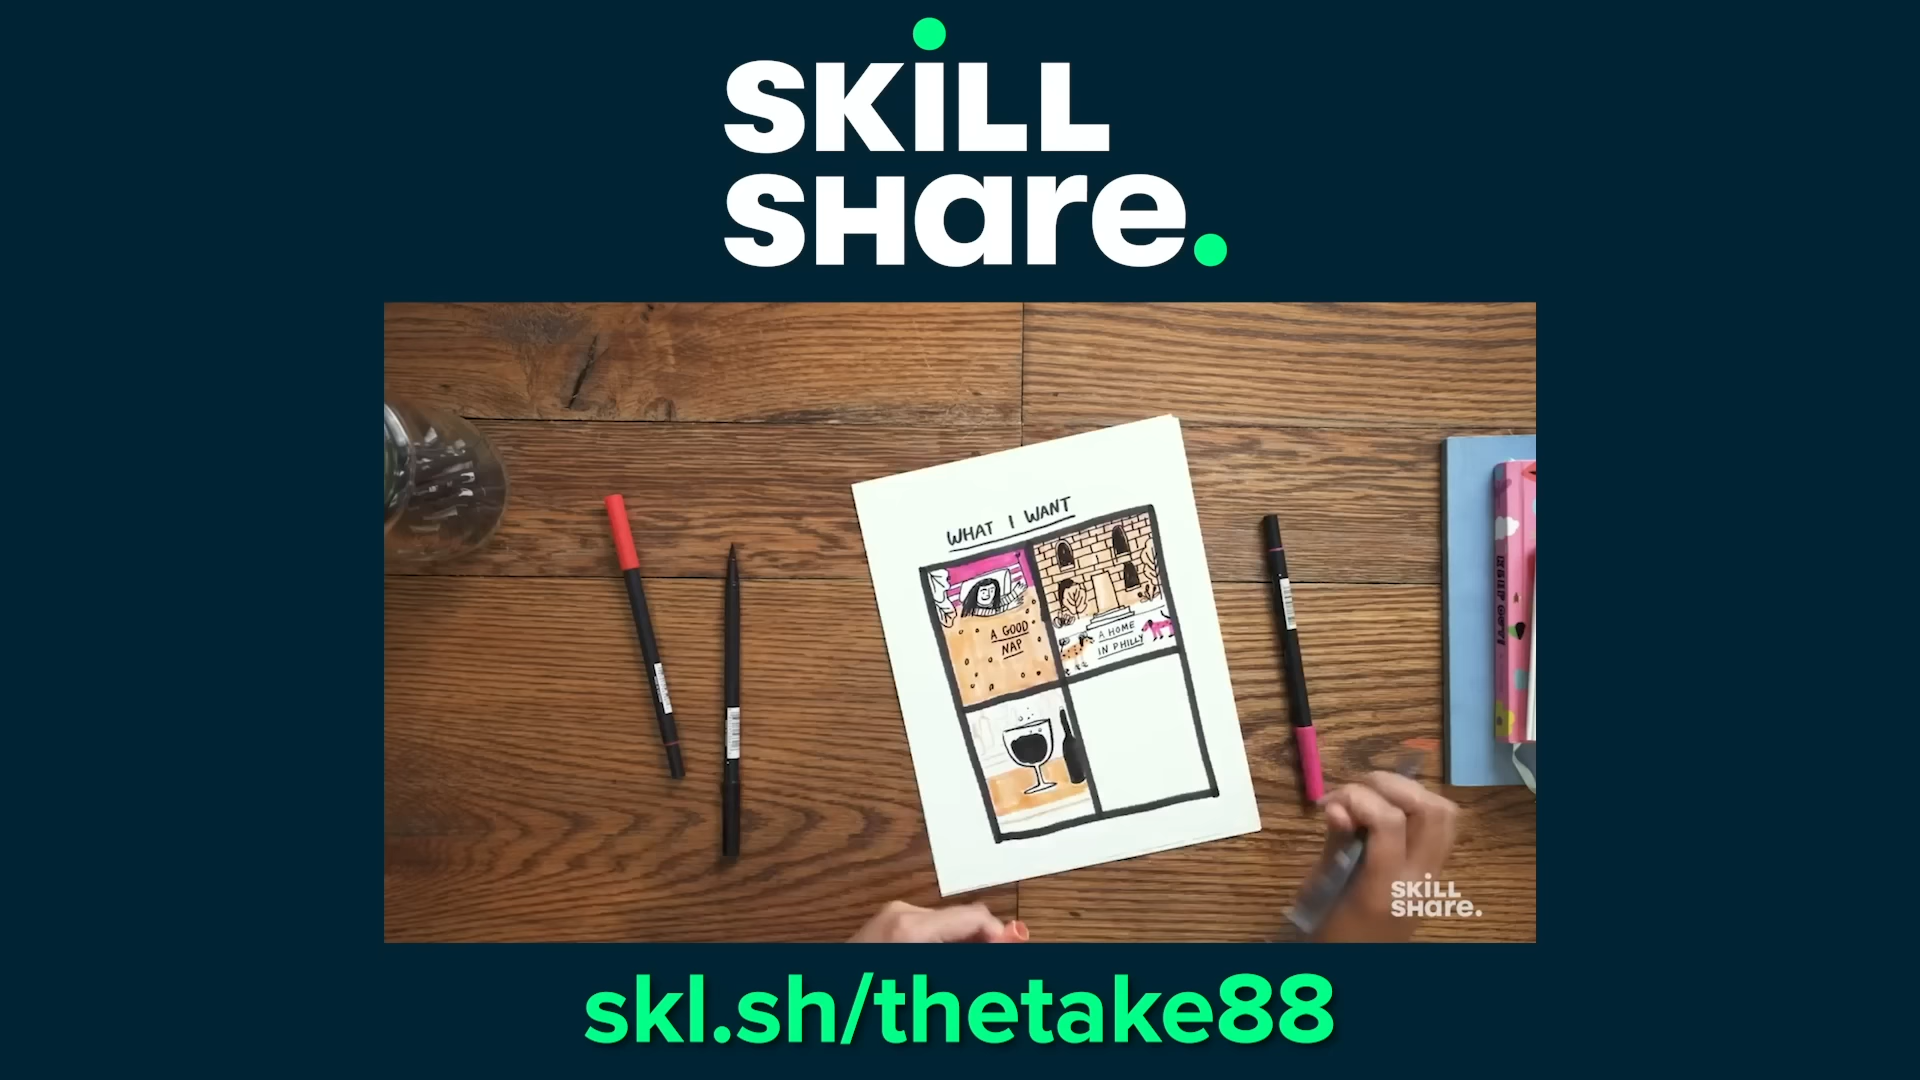 SKILL
SHare.
WHAT I WANT
A GOOD
NAP
A HOME
IN PHILLY
SKILL
SHare.
skl.sh/thetake88